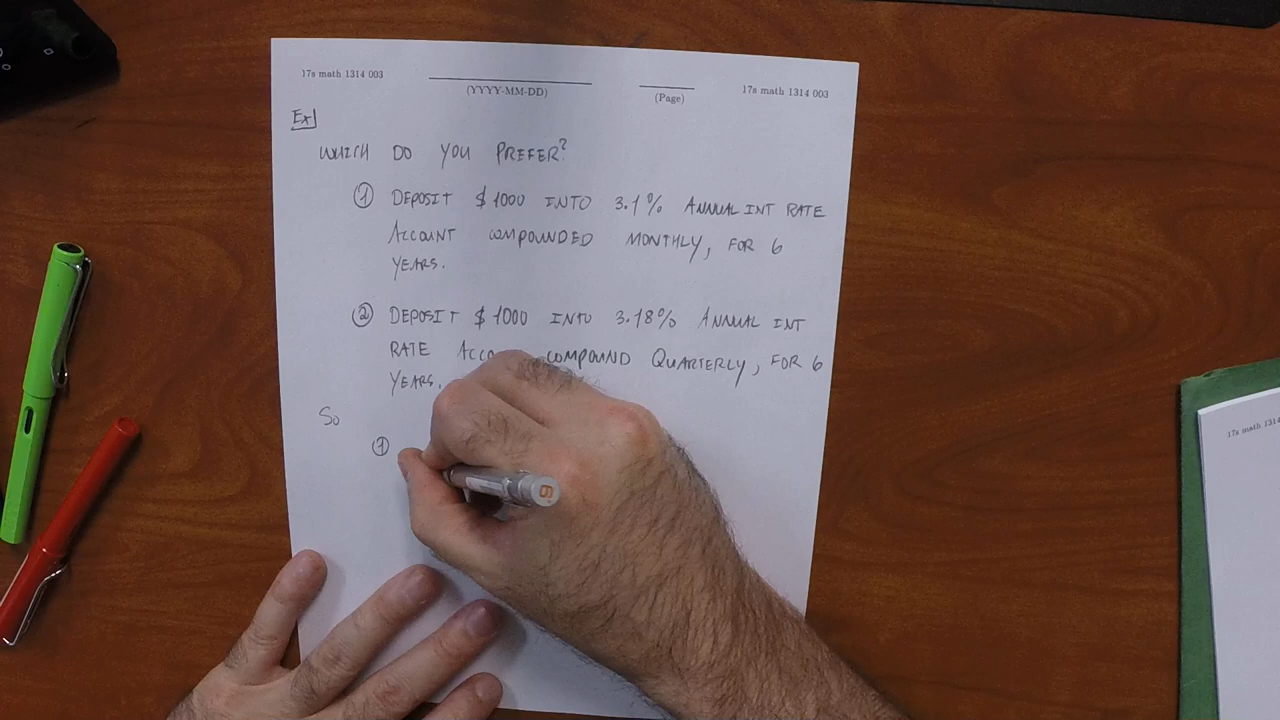 17s math 1314 003 (YYYY-MM-DD) (Page) 17s math 1314 003
Ex
WHICH DO YOU PREFER?
① DEPOSIT $1000 INTO 3.1% ANNUAL INT RATE
ACCOUNT COMPOUNDED MONTHLY, FOR 6
YEARS.
② DEPOSIT $1000 INTO 3.18% ANNUAL INT
RATE COMPOUND QUARTERLY, FOR 6
YEARS.
So
①
17s math 1314